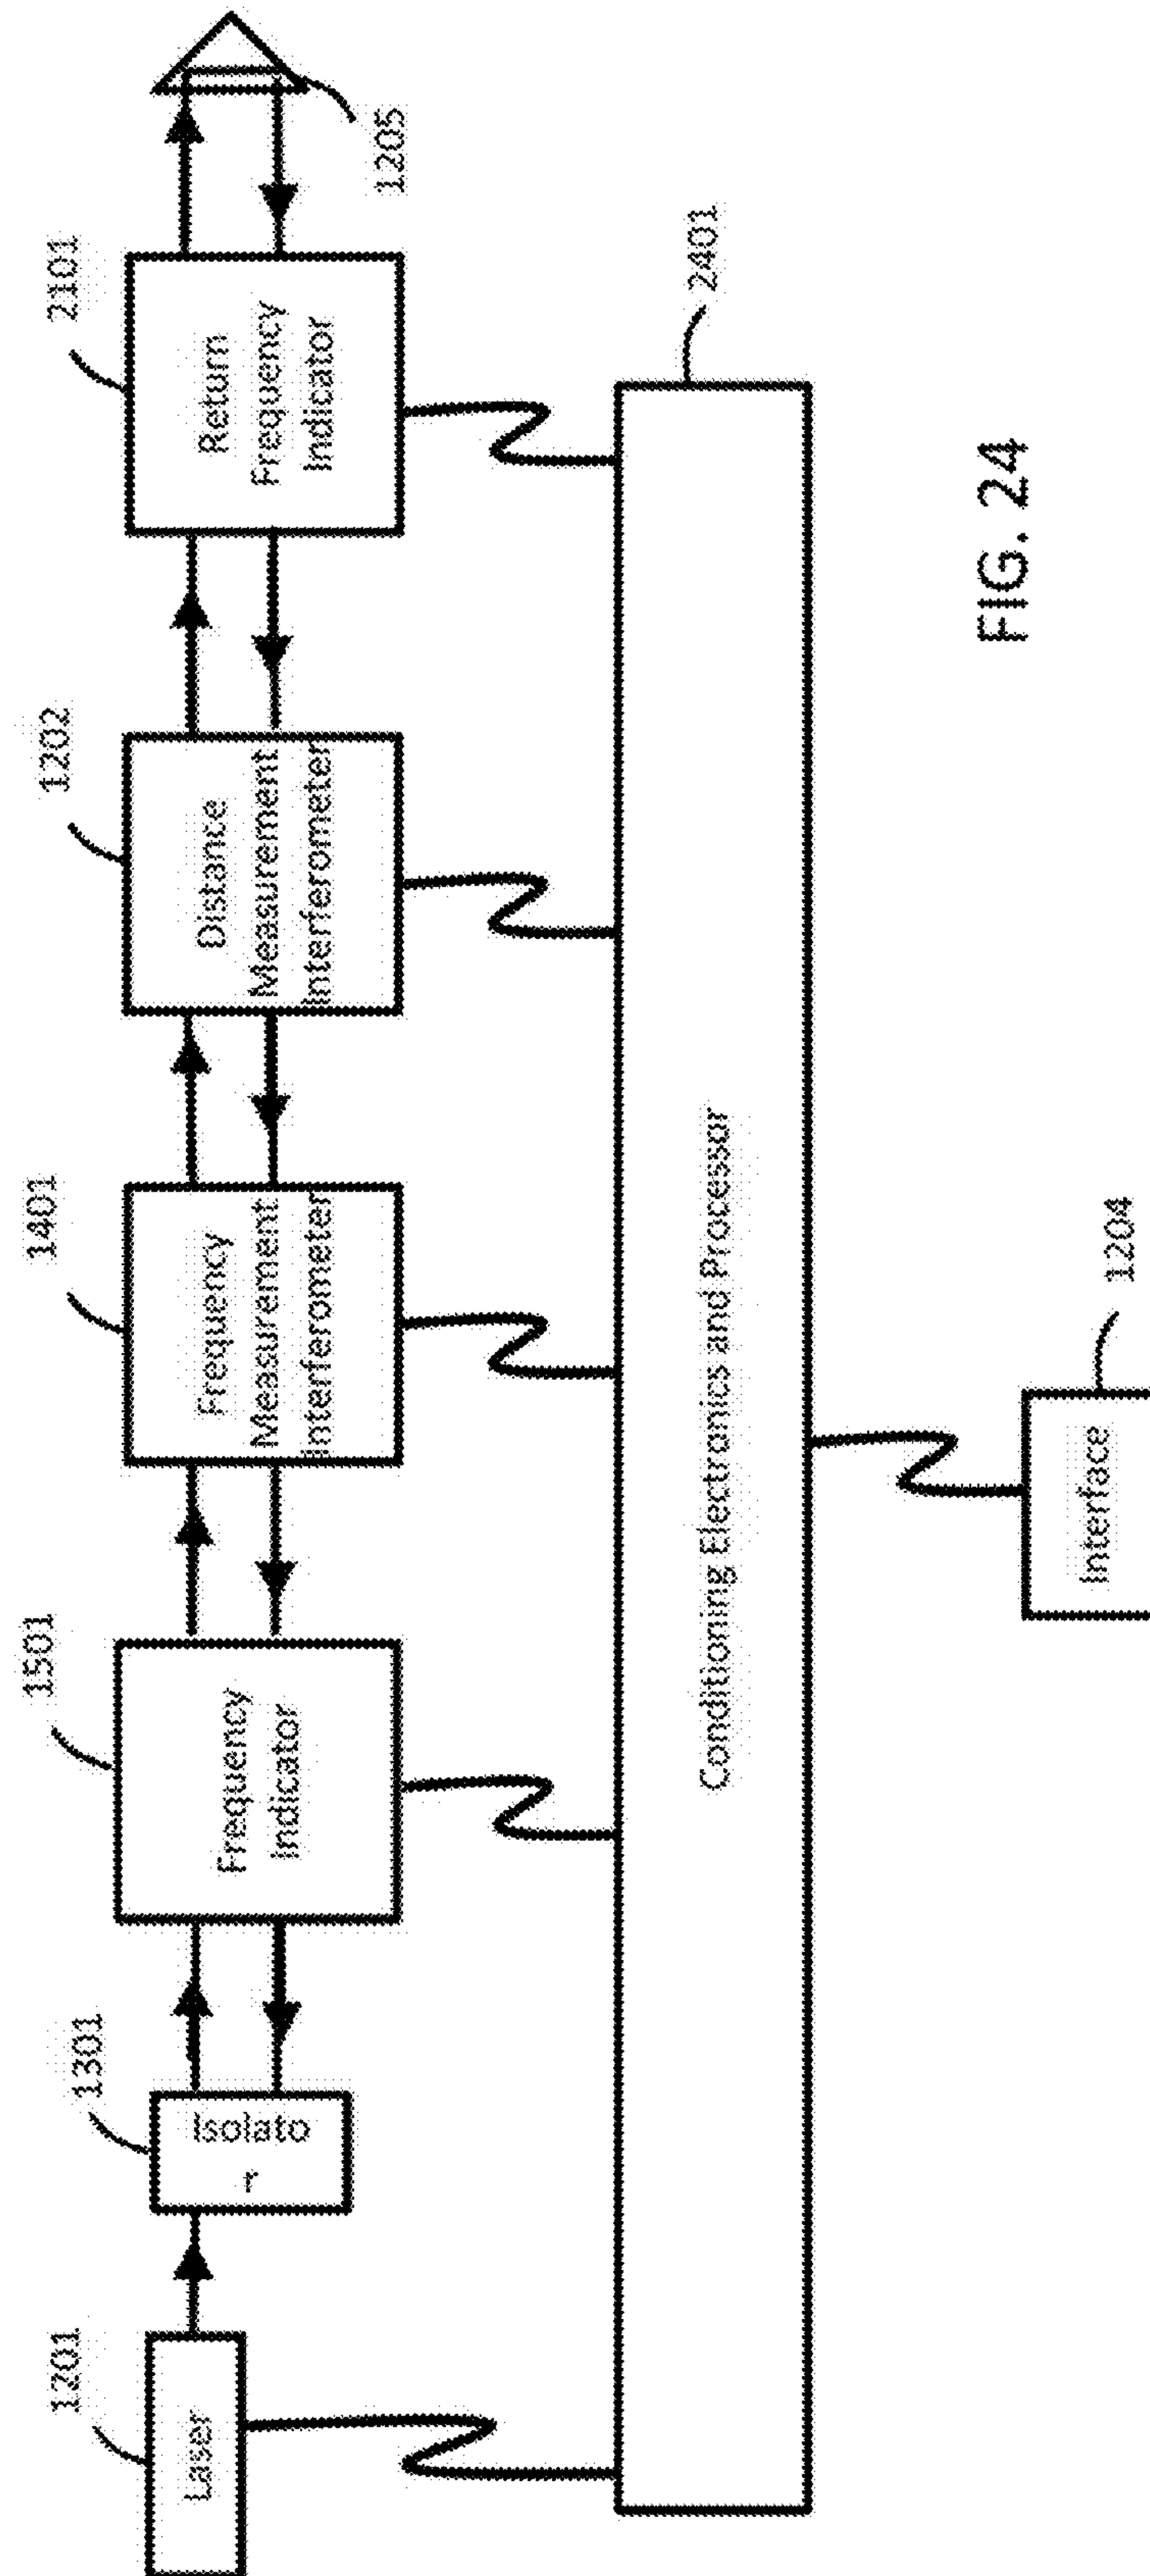 1201
Laser
1301
Isolato
r
1501
Frequency
Indicator
1401
Frequency
Measurement
Interferometer
1202
Distance
Measurement
Interferometer
2101
Return
Frequency
Indicator
1205
2401
Conditioning Electronics and Processor
1204
Interface
FIG. 24